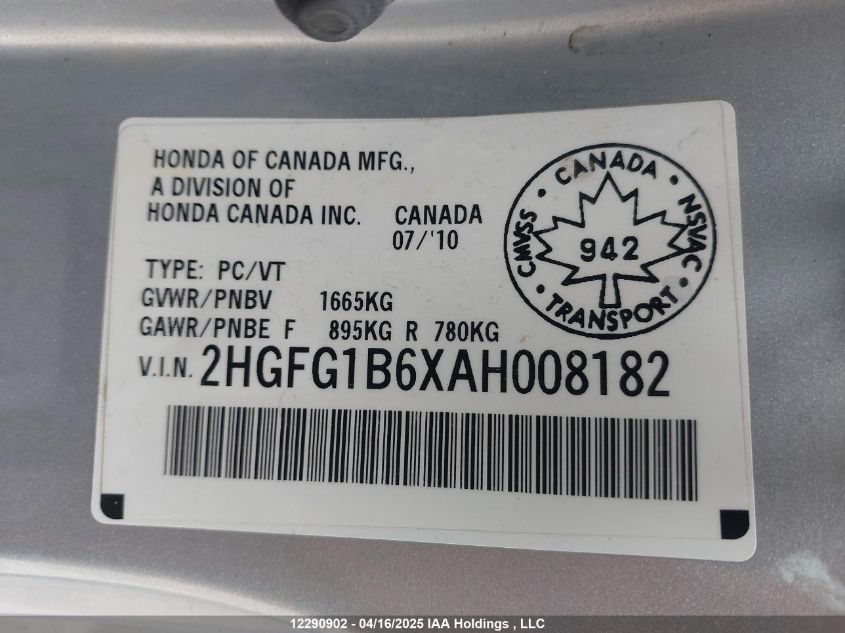 HONDA OF CANADA MFG.,
A DIVISION OF
HONDA CANADA INC. CANADA
07/'10
TYPE: PC/VT
GVWR/PNBV 1665KG
GAWR/PNBE F 895KG R 780KG
V.I.N. 2HGFG1B6XAH008182
CANADA
CMVSS
942
NSVAC
TRANSPORT
12290902 - 04/16/2025 IAA Holdings , LLC